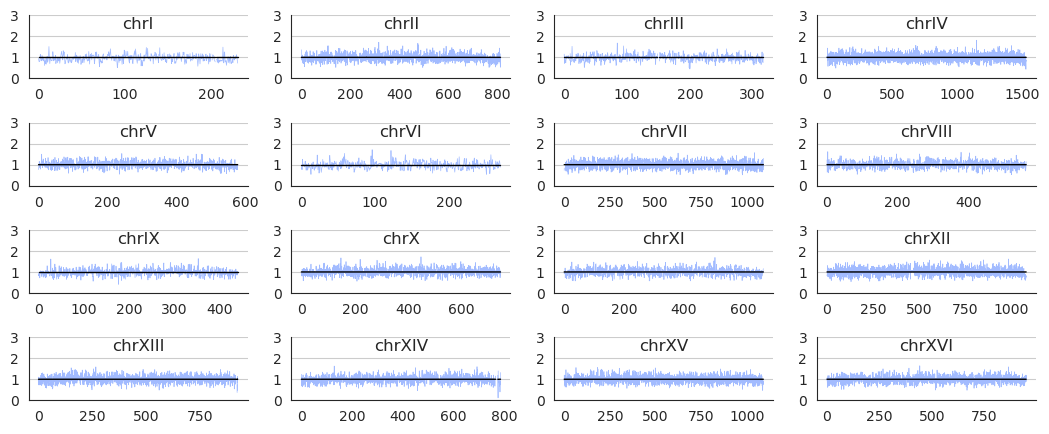 chrI chrII chrIII chrIV
3 3 3 3
2 2 2 2
1 1 1 1
0 0 0 0
0 100 200 0 200 400 600 800 0 100 200 300 0 500 1000 1500
chrV chrVI chrVII chrVIII
3 3 3 3
2 2 2 2
1 1 1 1
0 0 0 0
0 200 400 600 0 100 200 0 250 500 750 1000 0 200 400
chrIX chrX chrXI chrXII
3 3 3 3
2 2 2 2
1 1 1 1
0 0 0 0
0 100 200 300 400 0 200 400 600 0 200 400 600 0 250 500 750 1000
chrXIII chrXIV chrXV chrXVI
3 3 3 3
2 2 2 2
1 1 1 1
0 0 0 0
0 250 500 750 0 200 400 600 800 0 250 500 750 1000 0 250 500 750